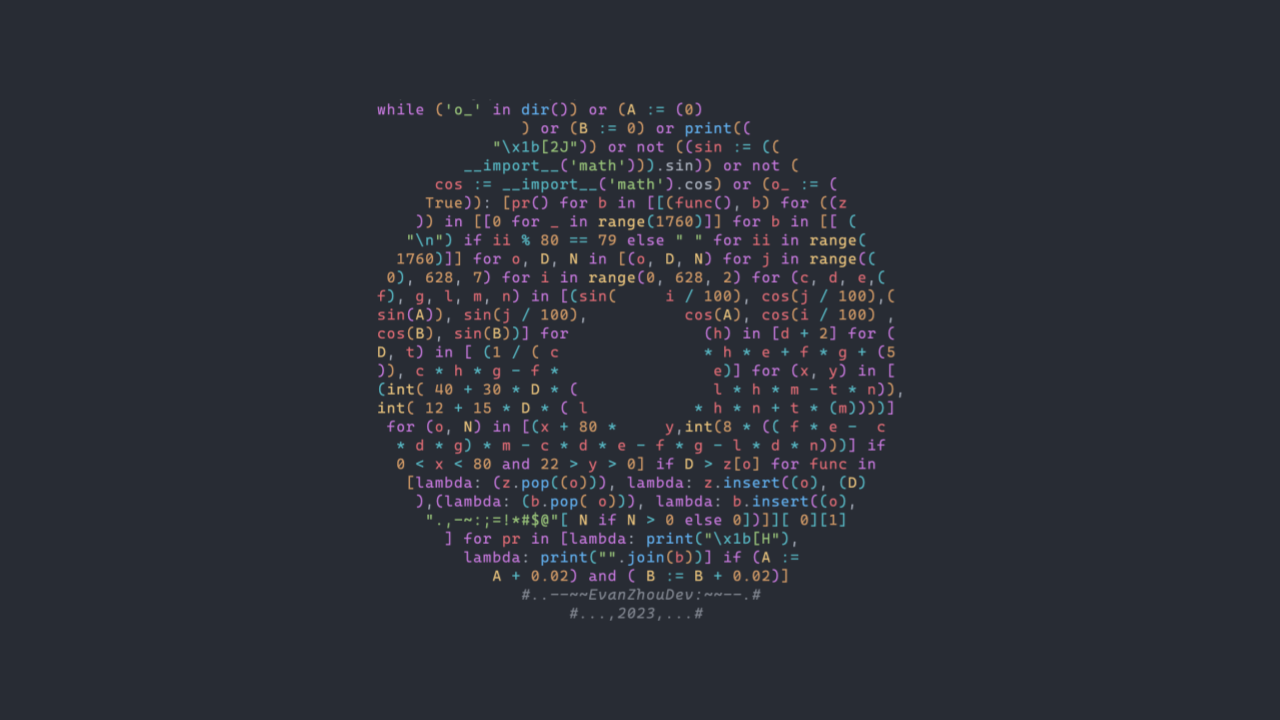 while ('o_' in dir()) or (A := (0)
) or (B := 0) or print((
"\x1b[2J")) or not ((sin := ((
__import__('math'))).sin)) or not (
cos := __import__('math').cos) or (o_ := (
True)): [pr() for b in [[(func(), b) for ((z
)) in [[0 for _ in range(1760)]] for b in [[ (
"\n") if ii % 80 == 79 else " " for ii in range(
1760)]] for o, D, N in [(o, D, N) for j in range((
0), 628, 7) for i in range(0, 628, 2) for (c, d, e,(
f), g, l, m, n) in [(sin(     i / 100), cos(j / 100),(
sin(A)), sin(j / 100),          cos(A), cos(i / 100) ,
cos(B), sin(B))] for              (h) in [d + 2] for (
D, t) in [ (1 / ( c               * h * e + f * g + (5
)), c * h * g - f *                e)] for (x, y) in [
(int( 40 + 30 * D * (              l * h * m - t * n)),
int( 12 + 15 * D * ( l           * h * n + t * (m))))]
for (o, N) in [(x + 80 *     y,int(8 * (( f * e -  c
* d * g) * m - c * d * e - f * g - l * d * n)))] if
0 < x < 80 and 22 > y > 0] if D > z[o] for func in
[lambda: (z.pop((o))), lambda: z.insert((o), (D)
),(lambda: (b.pop( o))), lambda: b.insert((o),
".,-~:;=!*#$@"[ N if N > 0 else 0])]][ 0][1]
] for pr in [lambda: print("\x1b[H"),
lambda: print("".join(b))] if (A :=
A + 0.02) and ( B := B + 0.02)]
#..--~~EvanZhouDev:~~--.#
#...,2023,...#